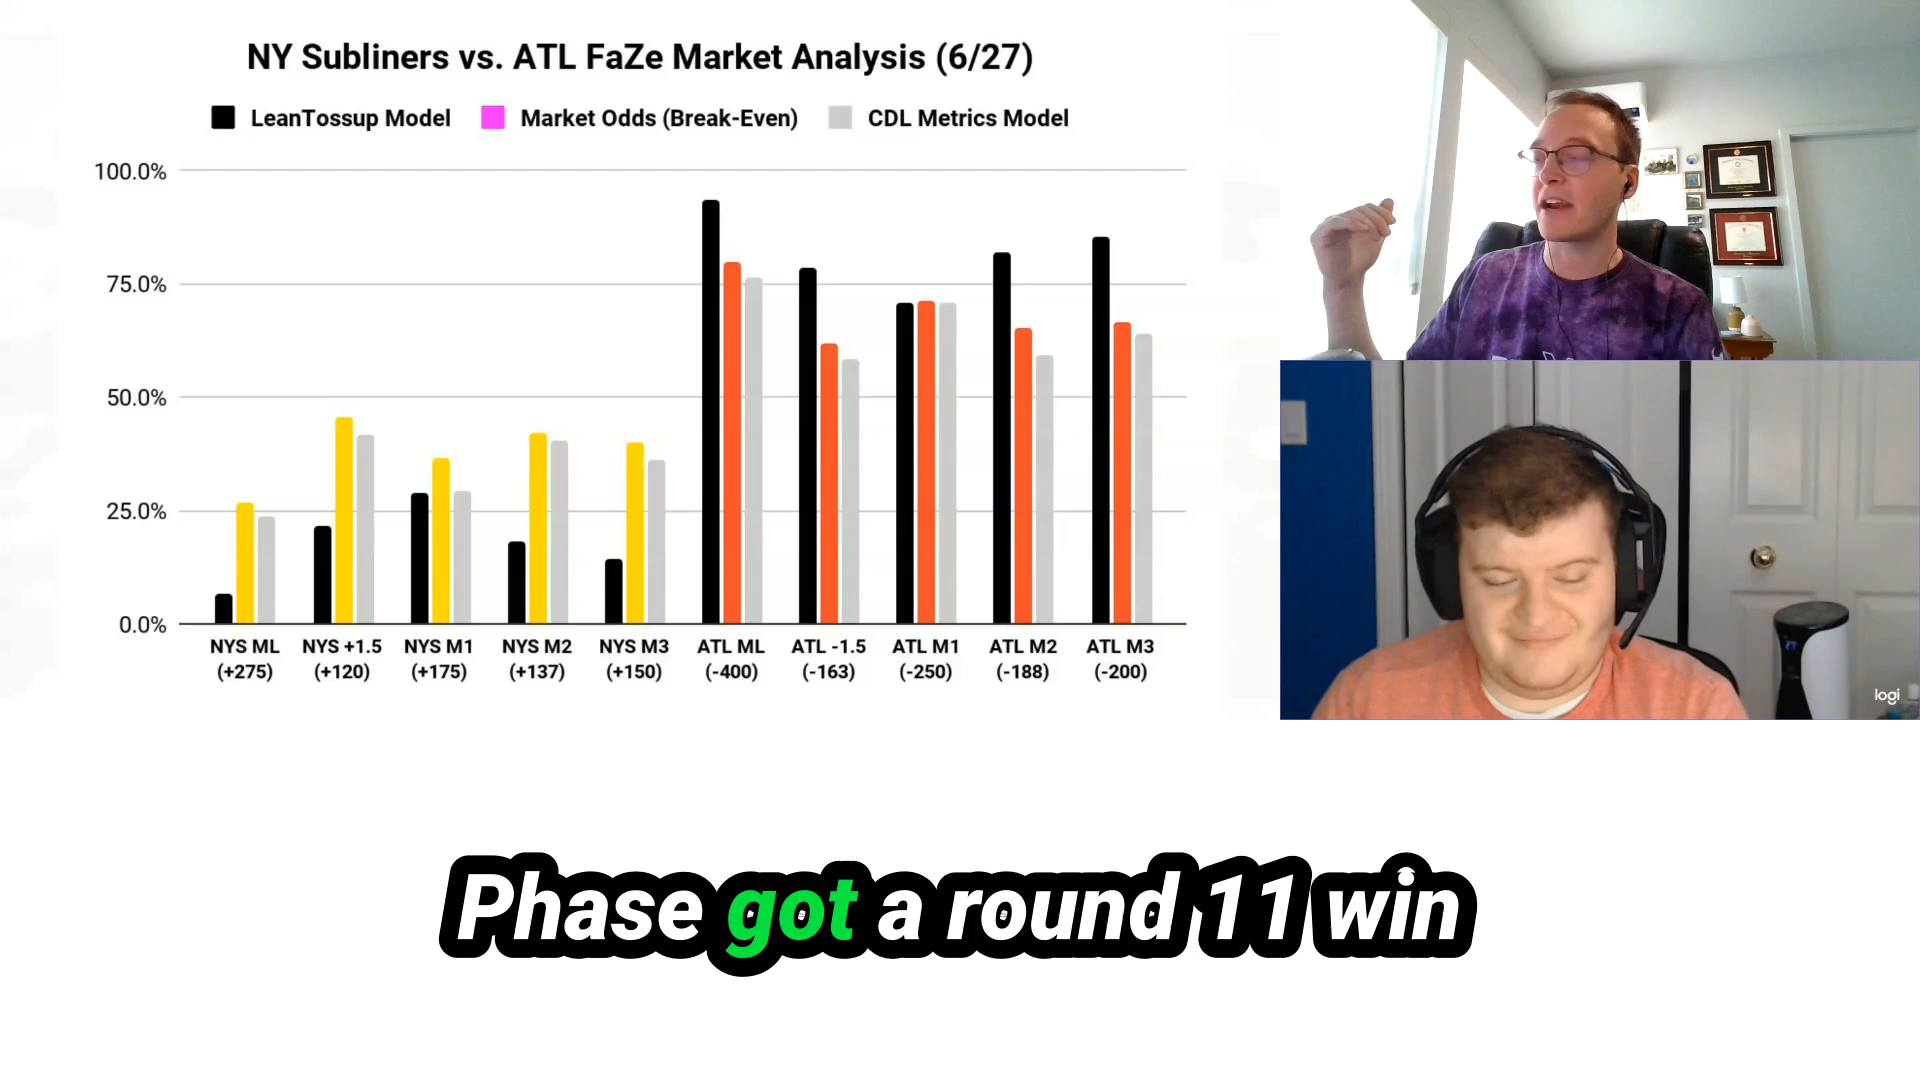 NY Subliners vs. ATL FaZe Market Analysis (6/27)
LeanTossup Model Market Odds (Break-Even) CDL Metrics Model
100.0%
75.0%
50.0%
25.0%
0.0%
NYS ML NYS +1.5 NYS M1 NYS M2 NYS M3 ATL ML ATL -1.5 ATL M1 ATL M2 ATL M3
(+275) (+120) (+175) (+137) (+150) (-400) (-163) (-250) (-188) (-200)
logi
Phase got a round 11 win